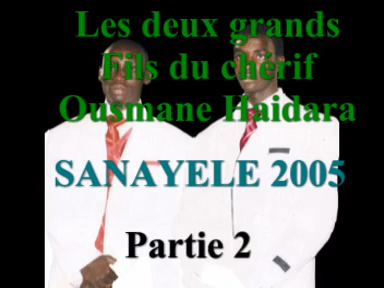 Les deux grands
Fils du chérif
Ousmane Haidara
SANAYELE 2005
Partie 2